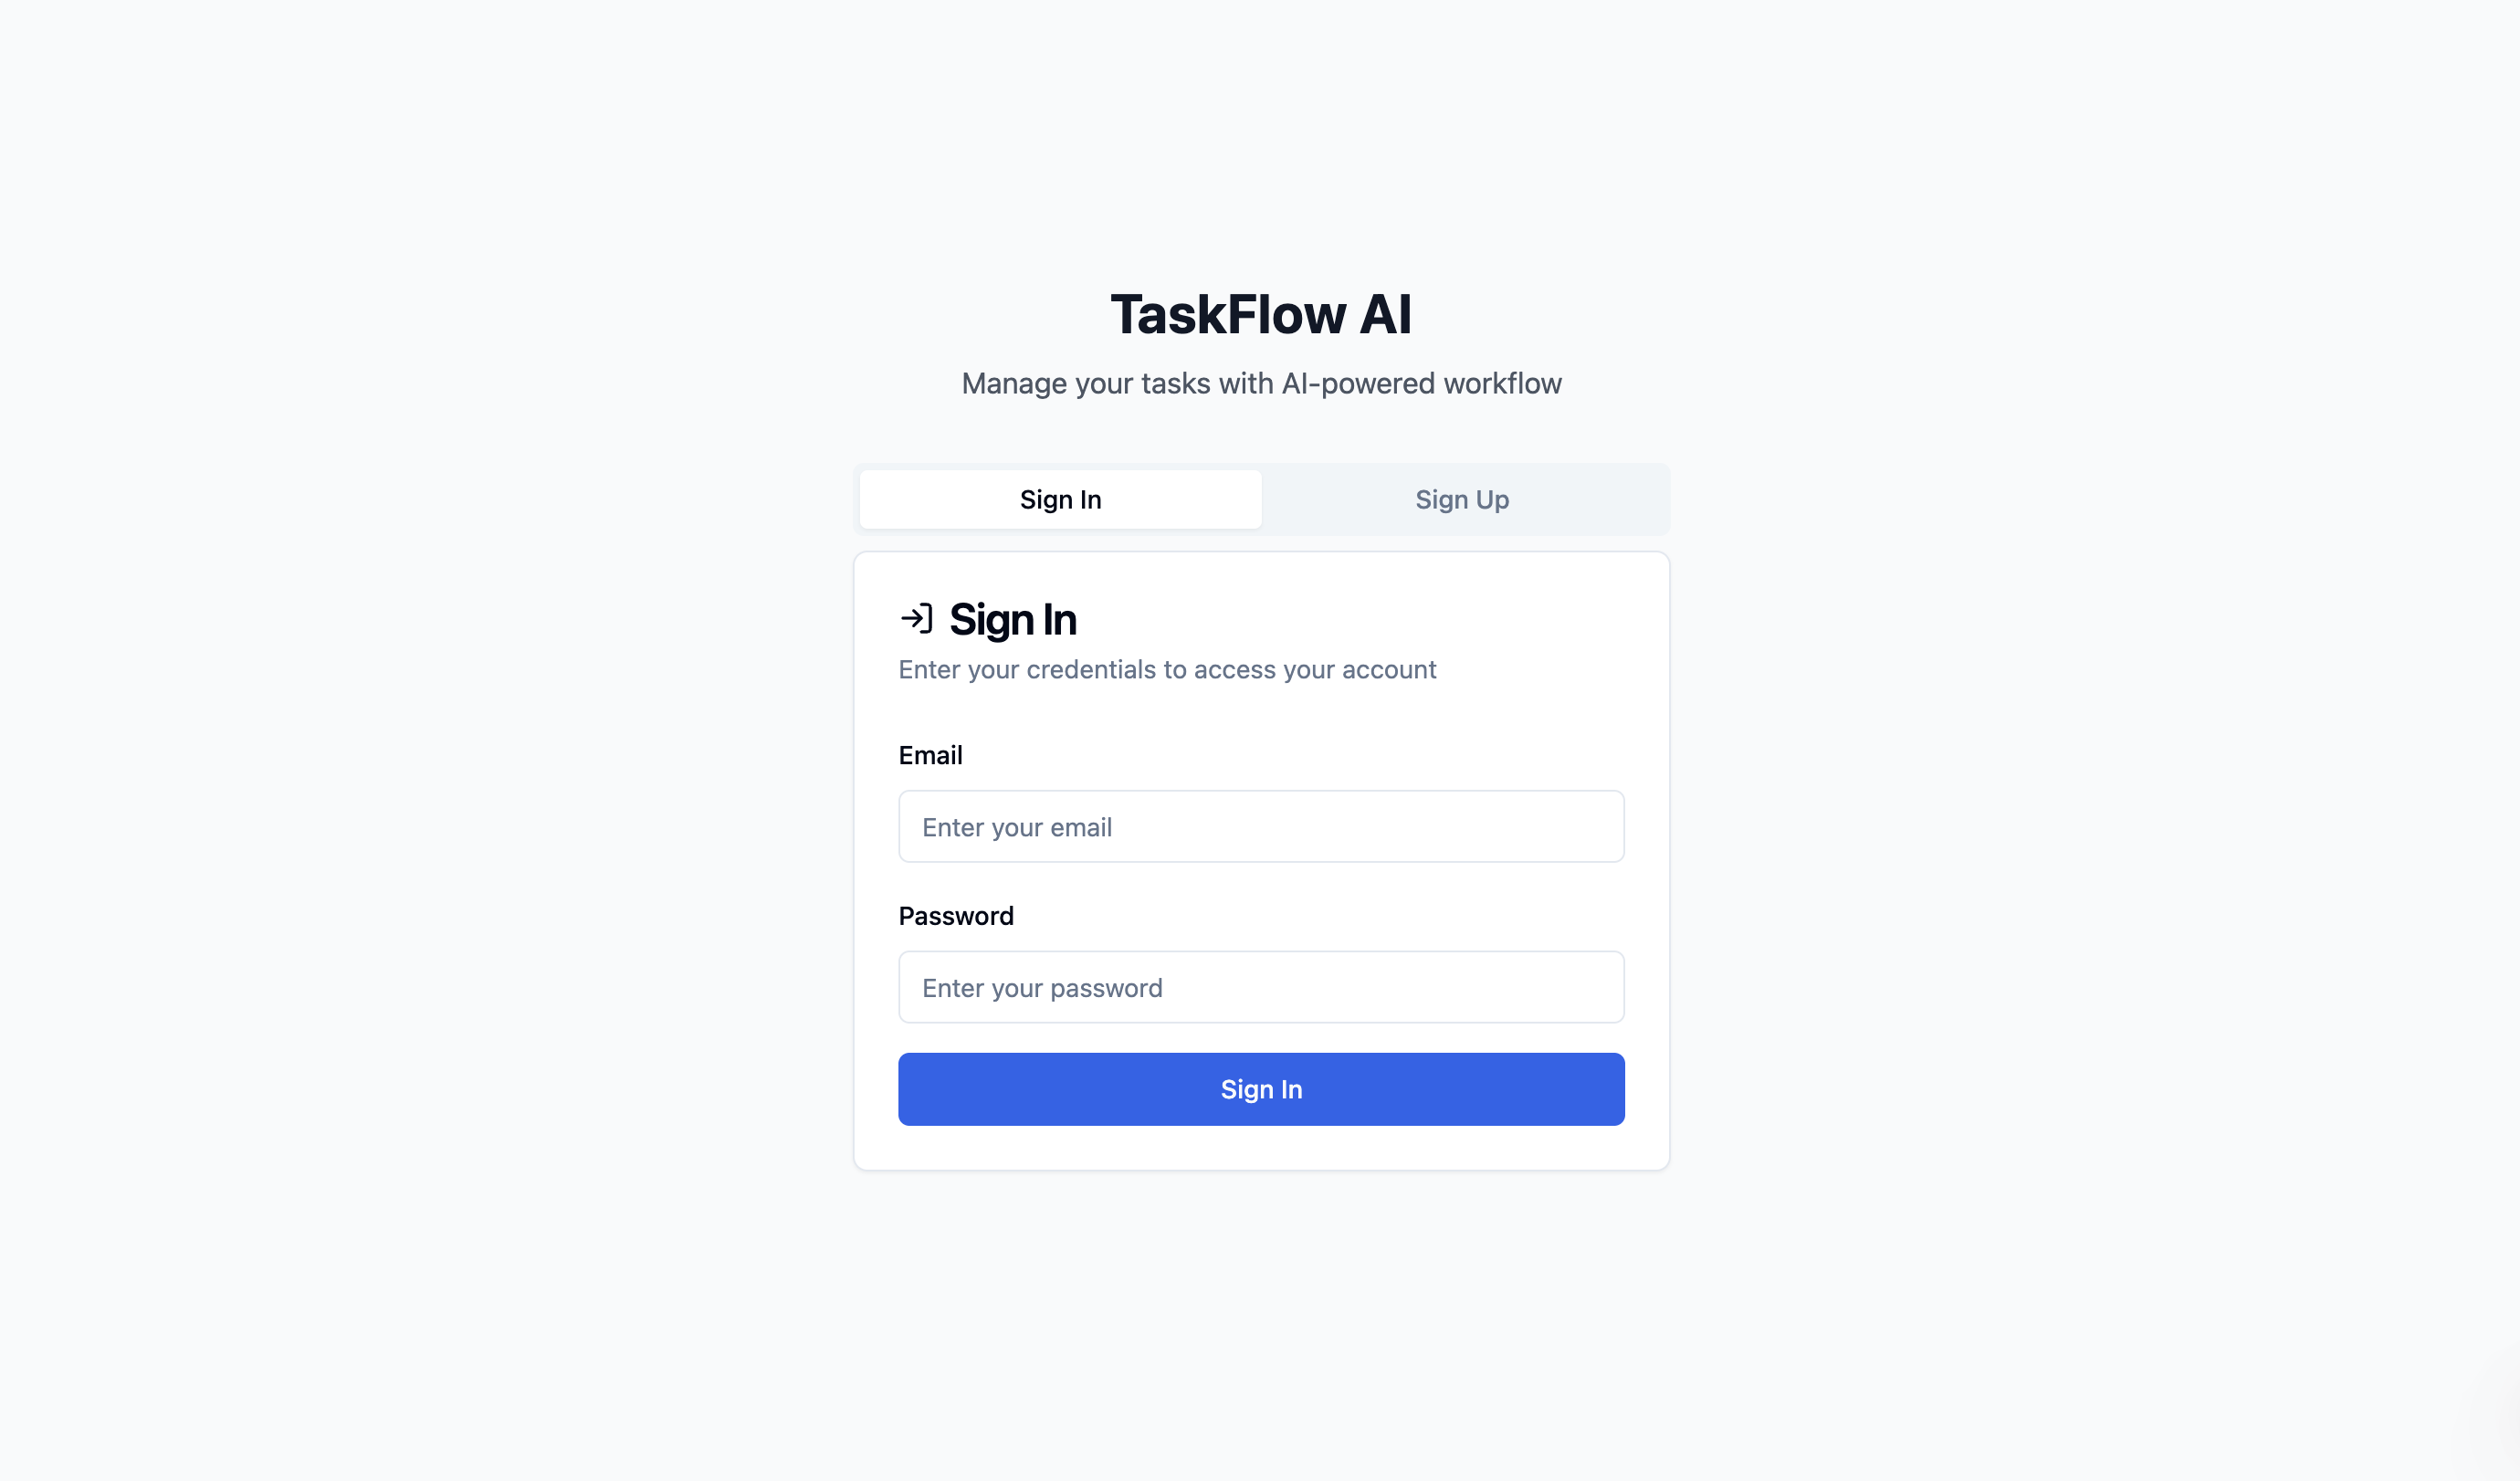 TaskFlow AI
Manage your tasks with AI-powered workflow
Sign In
Sign Up
Sign In
Enter your credentials to access your account
Email
Enter your email
Password
Enter your password
Sign In